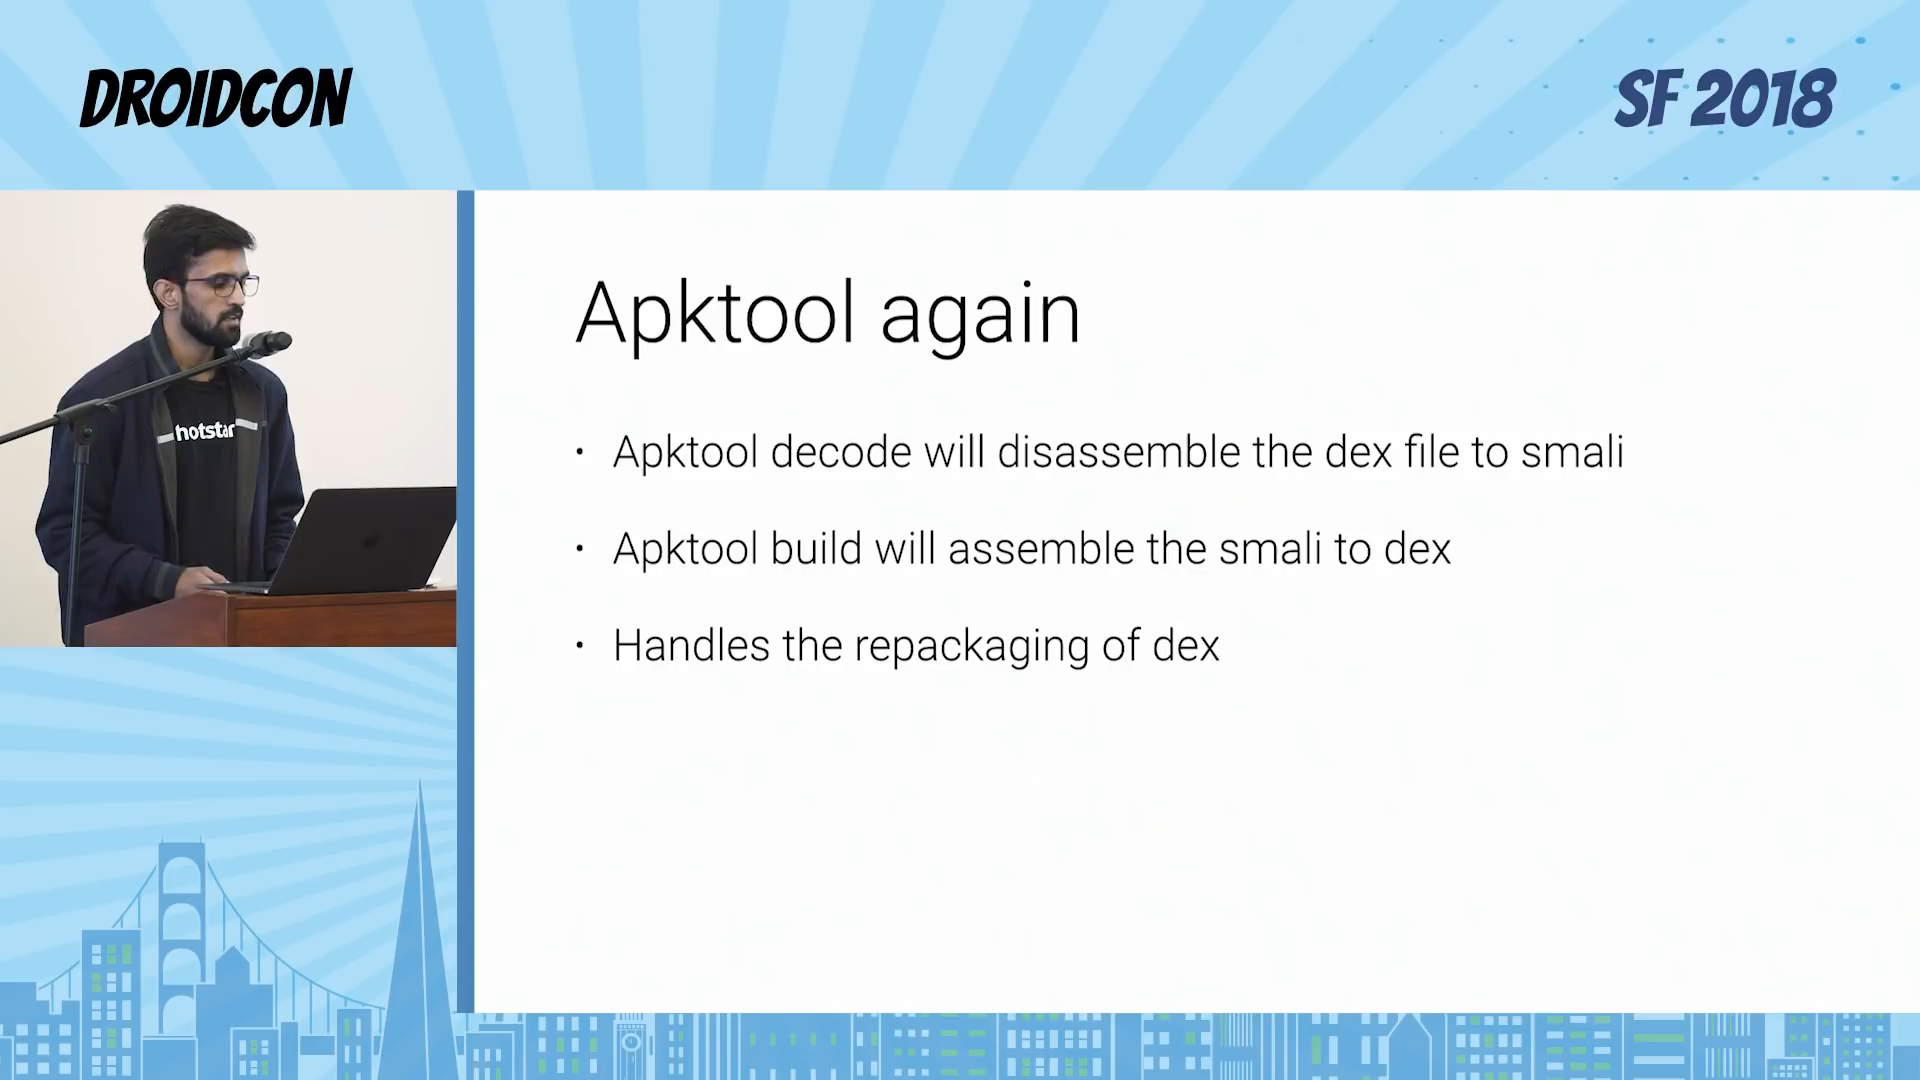 DROIDCON
SF 2018
hotstar
Apktool again
• Apktool decode will disassemble the dex file to smali
• Apktool build will assemble the smali to dex
• Handles the repackaging of dex